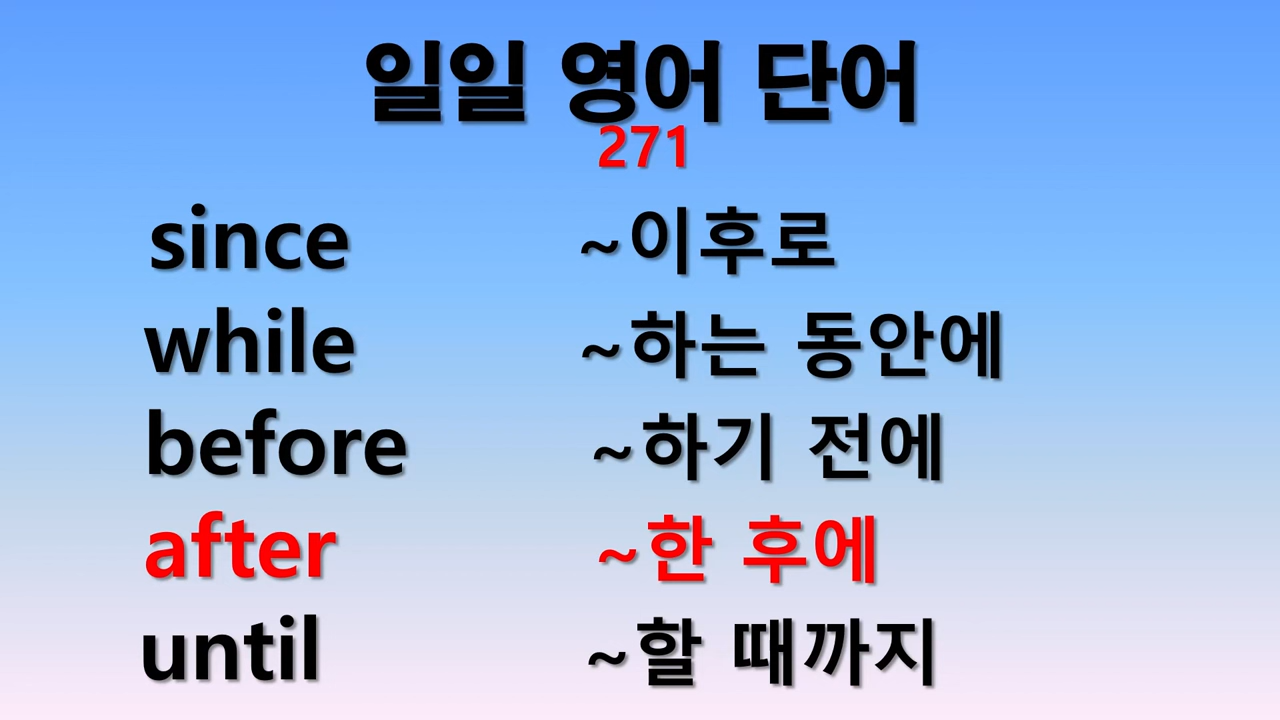 일일 영어 단어
271
since ~이후로
while ~하는 동안에
before ~하기 전에
after ~한 후에
until ~할 때까지